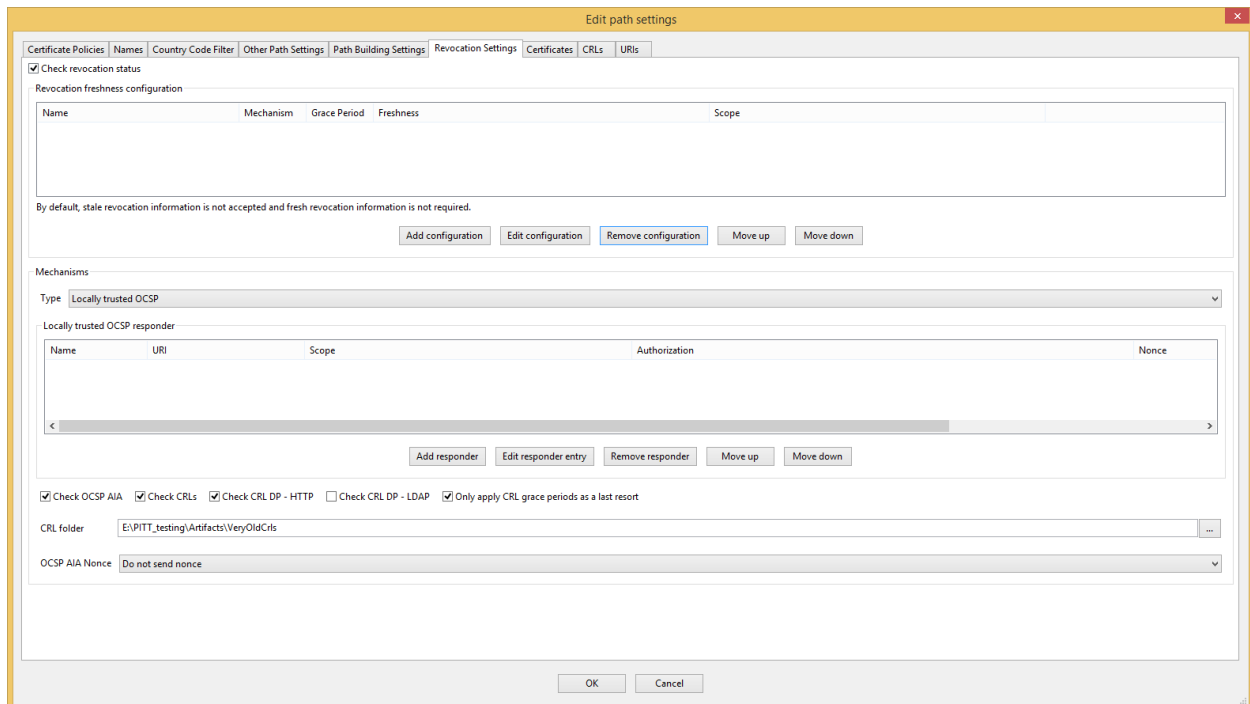 Edit path settings
Certificate Policies Names Country Code Filter Other Path Settings Path Building Settings Revocation Settings Certificates CRLs URIs
Check revocation status
Revocation freshness configuration
Name Mechanism Grace Period Freshness Scope
By default, stale revocation information is not accepted and fresh revocation information is not required.
Add configuration Edit configuration Remove configuration Move up Move down
Mechanisms
Type Locally trusted OCSP
Locally trusted OCSP responder
Name URI Scope Authorization Nonce
Add responder Edit responder entry Remove responder Move up Move down
Check OCSP AIA Check CRLs Check CRL DP - HTTP Check CRL DP - LDAP Only apply CRL grace periods as a last resort
CRL folder E:\PITT_testing\Artifacts\VeryOldCrls ...
OCSP AIA Nonce Do not send nonce
OK Cancel